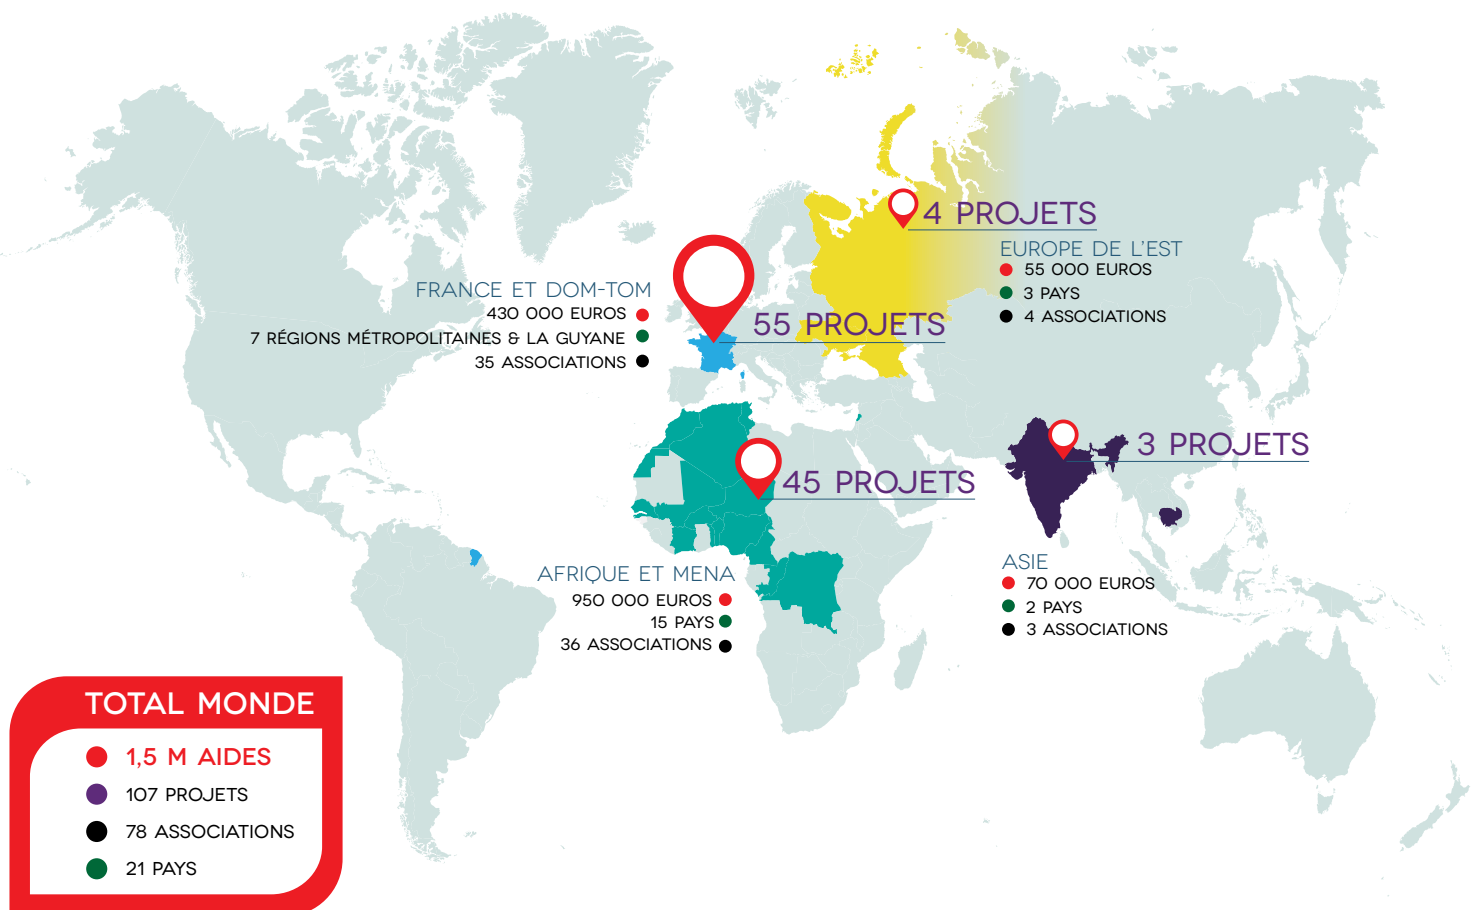 4 PROJETS
EUROPE DE L'EST
55 000 EUROS
3 PAYS
4 ASSOCIATIONS
FRANCE ET DOM-TOM
430 000 EUROS
7 RÉGIONS MÉTROPOLITAINES & LA GUYANE
35 ASSOCIATIONS
55 PROJETS
3 PROJETS
45 PROJETS
ASIE
70 000 EUROS
2 PAYS
3 ASSOCIATIONS
AFRIQUE ET MENA
950 000 EUROS
15 PAYS
36 ASSOCIATIONS
TOTAL MONDE
1,5 M AIDES
107 PROJETS
78 ASSOCIATIONS
21 PAYS